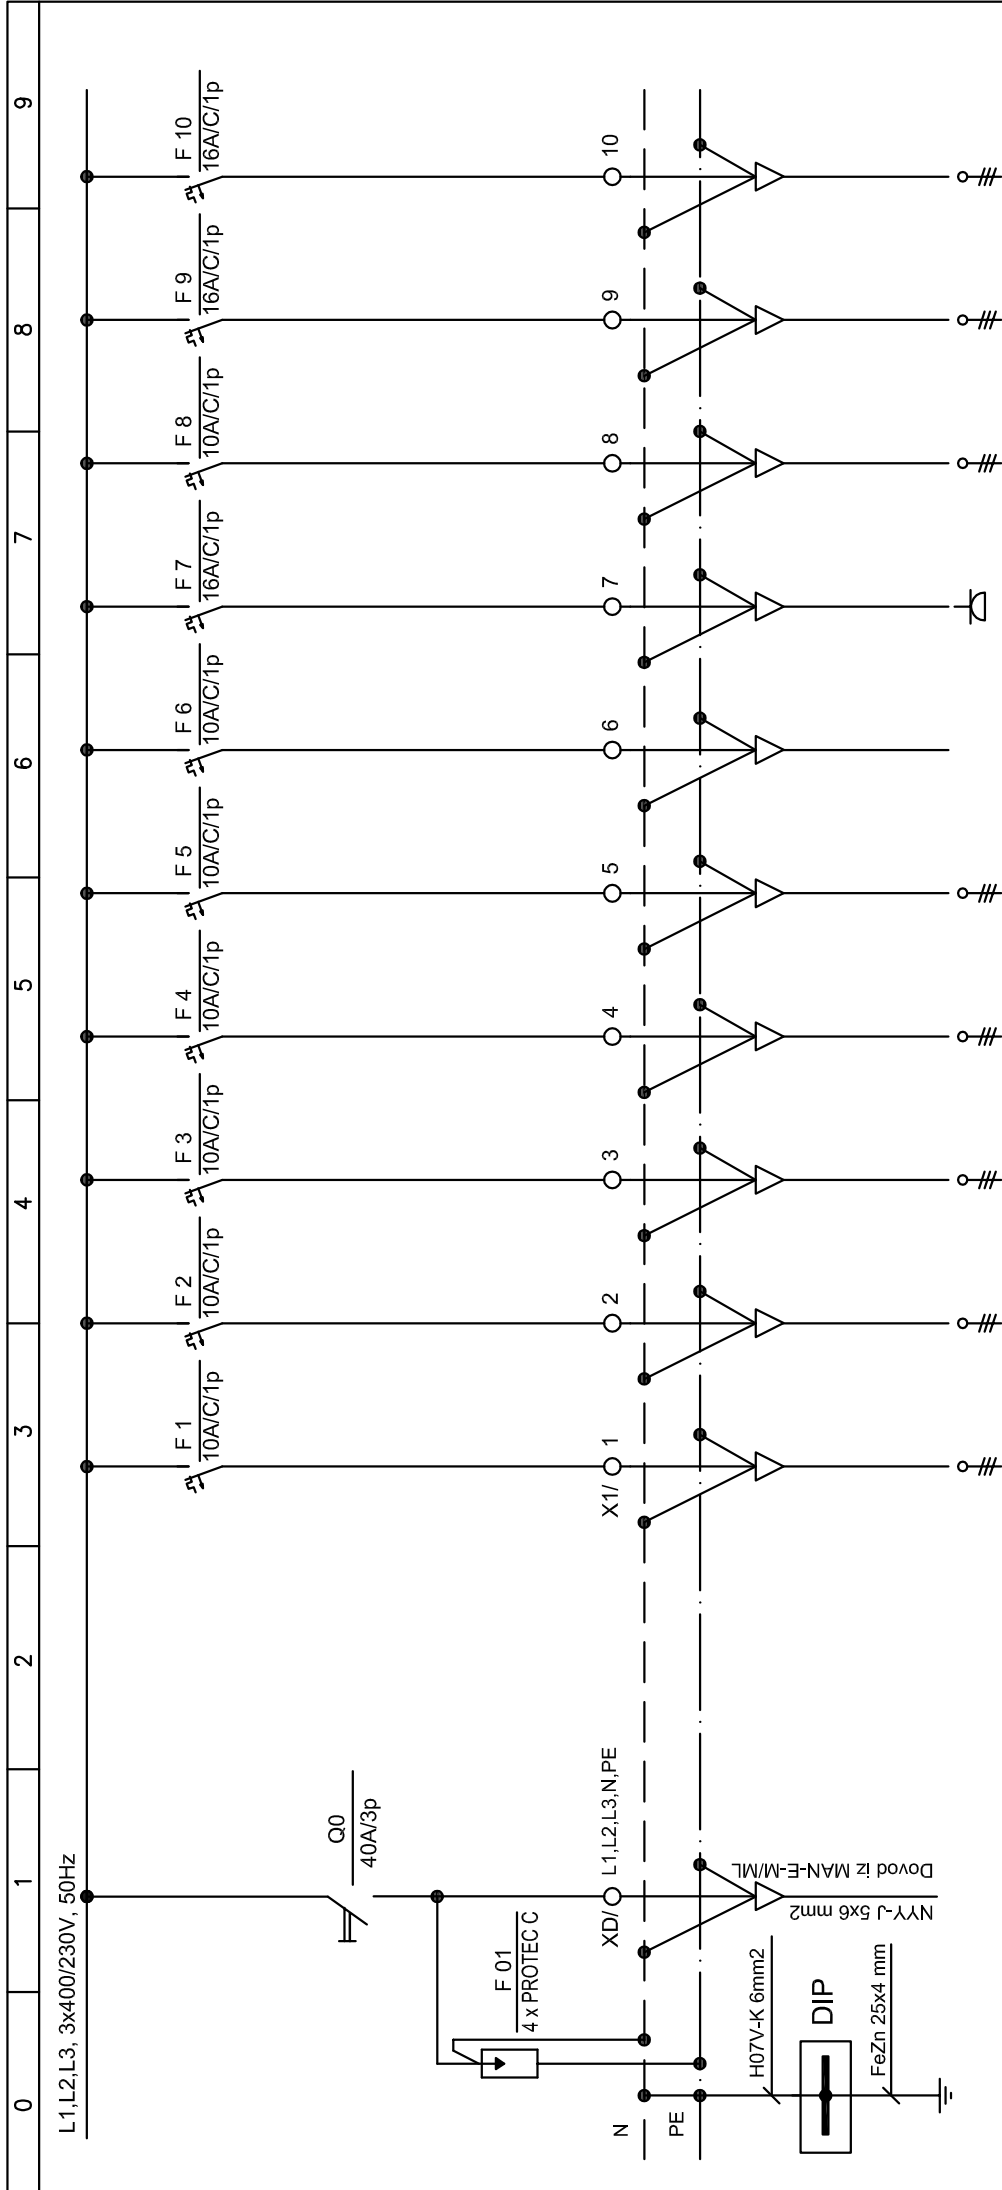 0 1 2 3 4 5 6 7 8 9
L1,L2,L3, 3x400/230V, 50Hz
Q0
40A/3p
F 01
4 x PROTEC C
F 1
10A/C/1p
F 2
10A/C/1p
F 3
10A/C/1p
F 4
10A/C/1p
F 5
10A/C/1p
F 6
10A/C/1p
F 7
16A/C/1p
F 8
10A/C/1p
F 9
16A/C/1p
F 10
16A/C/1p
XD/ L1,L2,L3,N,PE
X1/ 1 2 3 4 5 6 7 8 9 10
N
PE
H07V-K 6mm2
DIP
FeZn 25x4 mm
NYY-J 5x6 mm2
Dovod iz MAN-E-M/ML